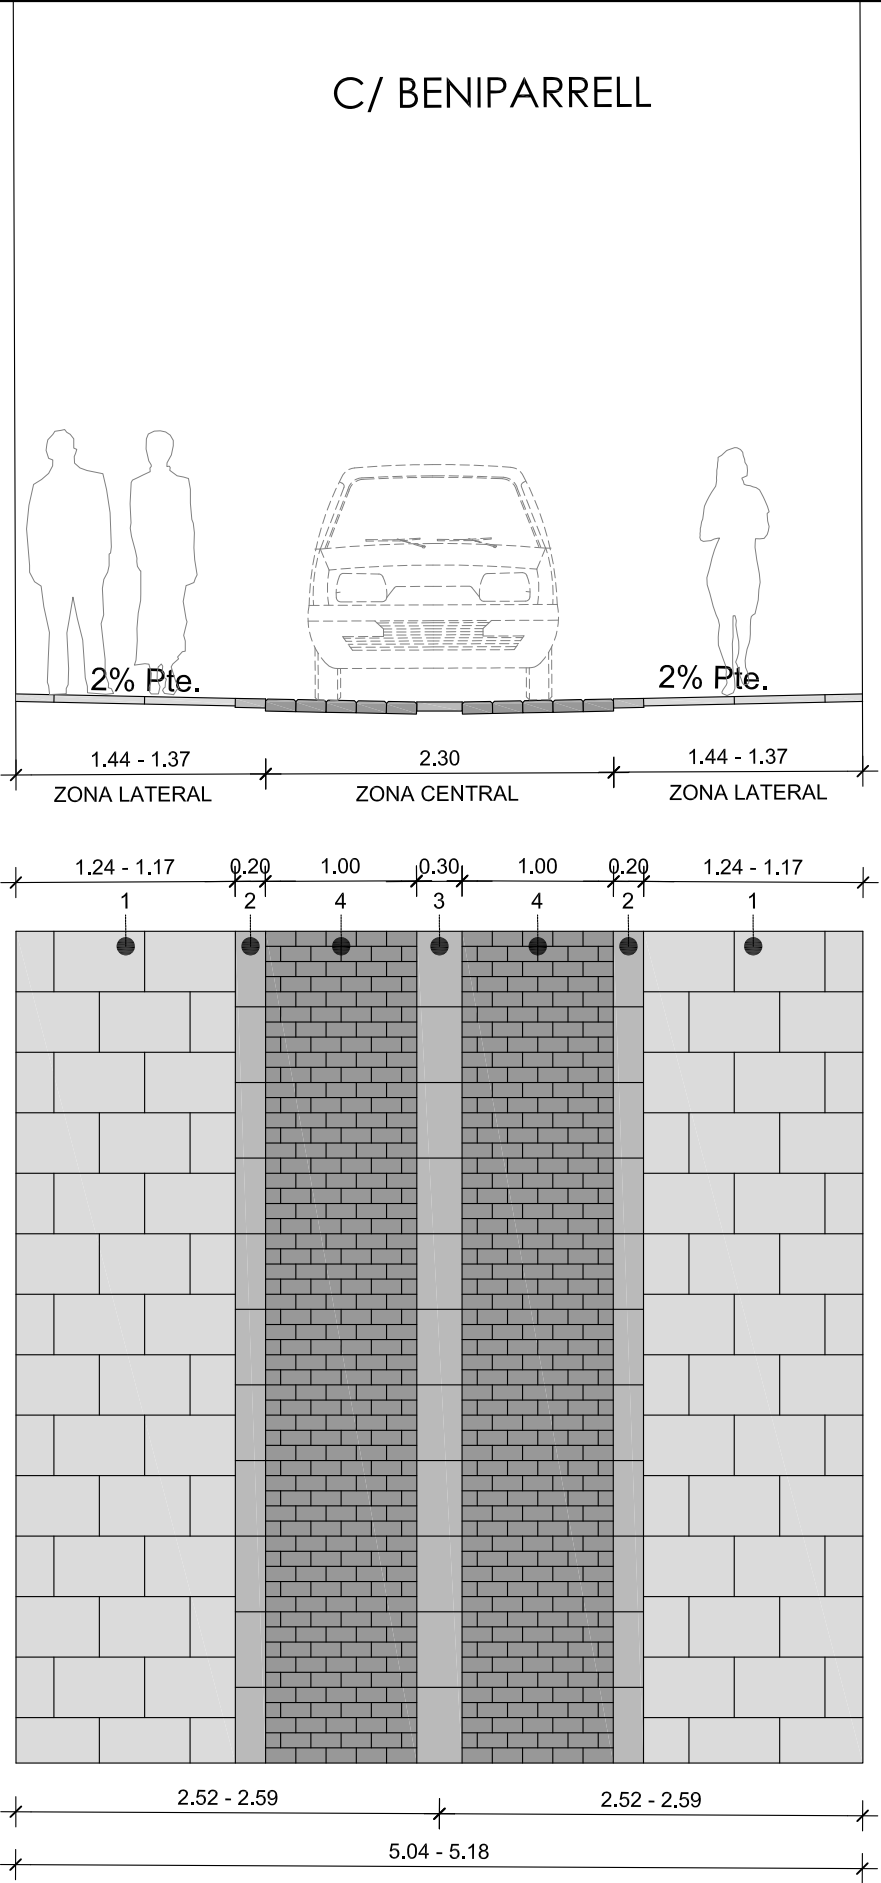 C/ BENIPARRELL
2% Pte. 2% Pte.
1.44 - 1.37 2.30 1.44 - 1.37
ZONA LATERAL ZONA CENTRAL ZONA LATERAL
1.24 - 1.17 0.20 1.00 0.30 1.00 0.20 1.24 - 1.17
1 2 4 3 4 2 1
2.52 - 2.59 2.52 - 2.59
5.04 - 5.18